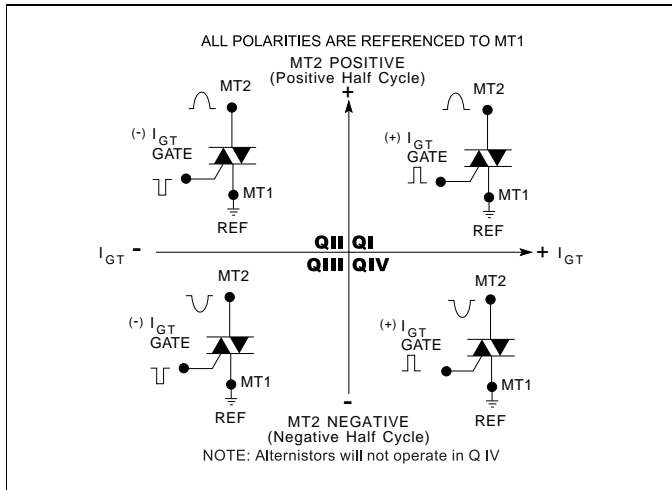 ALL POLARITIES ARE REFERENCED TO MT1
MT2 POSITIVE
(Positive Half Cycle)
+
MT2
(-) IGT
GATE
MT1
REF
MT2
(+) IGT
GATE
MT1
REF
IGT -
QII QI
QIII QIV
+ IGT
MT2
(-) IGT
GATE
MT1
REF
MT2
(+) IGT
GATE
MT1
REF
-
MT2 NEGATIVE
(Negative Half Cycle)
NOTE: Alternistors will not operate in Q IV